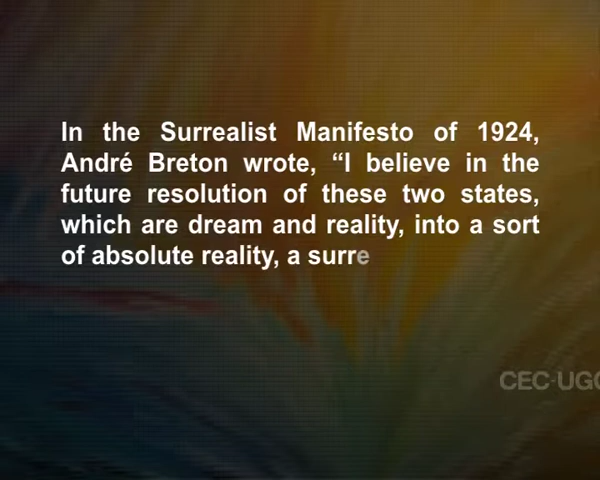 In the Surrealist Manifesto of 1924,
André Breton wrote, “I believe in the
future resolution of these two states,
which are dream and reality, into a sort
of absolute reality, a surre
CEC-UGC